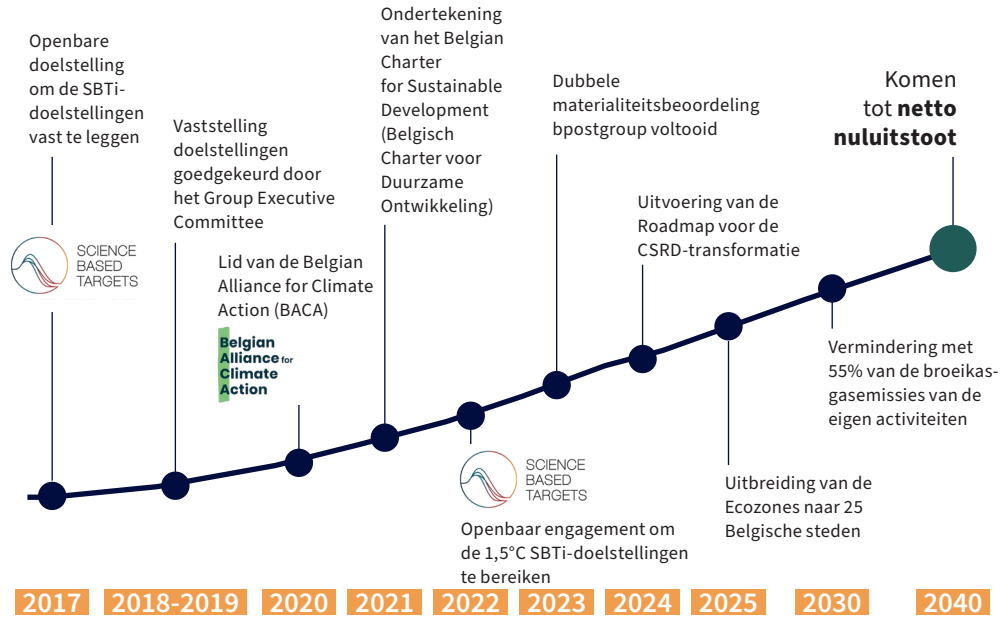 Openbare
doelstelling
om de SBTi-
doelstellingen
vast te leggen
SCIENCE
BASED
TARGETS
Vaststelling
doelstellingen
goedgekeurd door
het Group Executive
Committee
Lid van de Belgian
Alliance for Climate
Action (BACA)
Belgian
Alliance for
Climate
Action
Ondertekening
van het Belgian
Charter
for Sustainable
Development
(Belgisch
Charter voor
Duurzame
Ontwikkeling)
SCIENCE
BASED
TARGETS
Openbaar engagement om
de 1,5°C SBTi-doelstellingen
te bereiken
Dubbele
materialiteitsbeoordeling
bpostgroup voltooid
Uitvoering van de
Roadmap voor de
CSRD-transformatie
Uitbreiding van de
Ecozones naar 25
Belgische steden
Vermindering met
55% van de broeikas-
gasemissies van de
eigen activiteiten
Komen
tot netto
nuluitstoot
2017
2018-2019
2020
2021
2022
2023
2024
2025
2030
2040